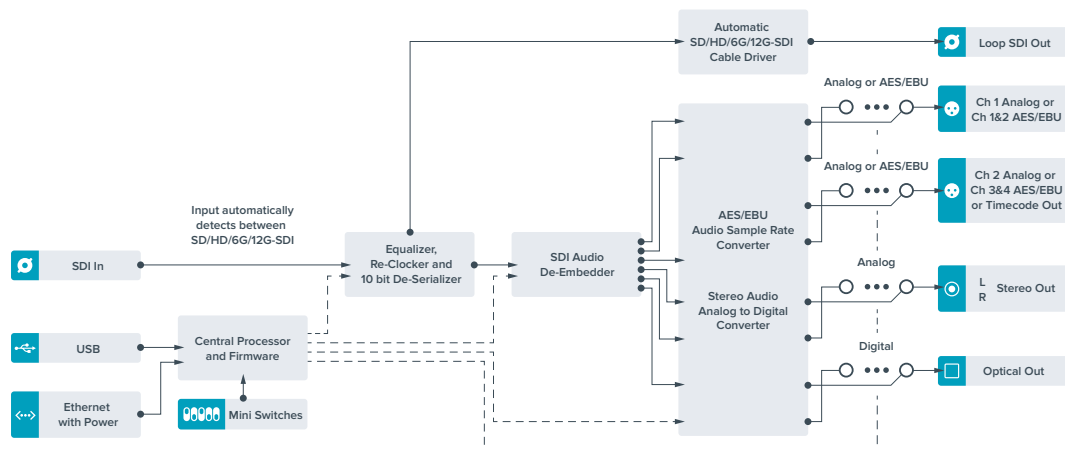 Automatic
SD/HD/6G/12G-SDI
Cable Driver
Loop SDI Out
Analog or AES/EBU
Ch 1 Analog or
Ch 1&2 AES/EBU
Analog or AES/EBU
Ch 2 Analog or
Ch 3&4 AES/EBU
or Timecode Out
Input automatically
detects between
SD/HD/6G/12G-SDI
SDI In
Equalizer,
Re-Clocker and
10 bit De-Serializer
SDI Audio
De-Embedder
AES/EBU
Audio Sample Rate
Converter
Stereo Audio
Analog to Digital
Converter
Analog
L
R
Stereo Out
USB
Central Processor
and Firmware
Digital
Optical Out
Ethernet
with Power
Mini Switches